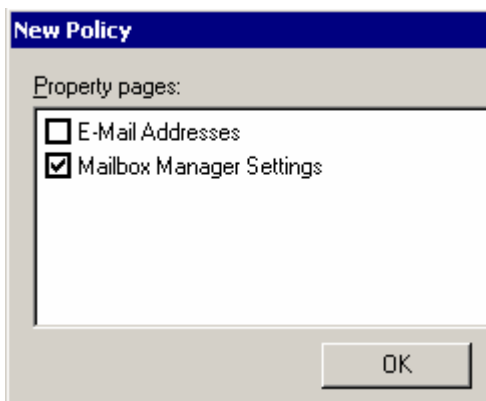 New Policy
Property pages:
E-Mail Addresses
Mailbox Manager Settings
OK